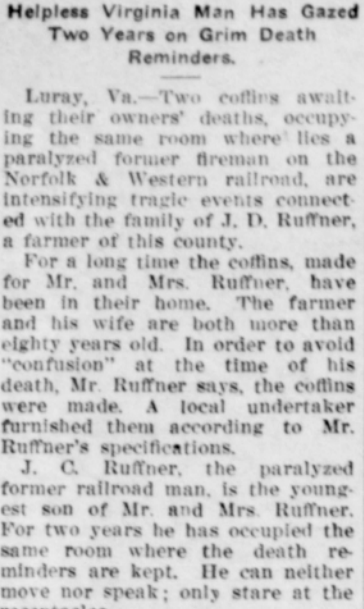 Helpless Virginia Man Has Gazed
Two Years on Grim Death
Reminders.
Luray, Va.—Two coffins await-
ing their owners' deaths, occupy-
ing the same room where lies a
paralyzed former fireman on the
Norfolk & Western railroad, are
intensifying tragic events connect-
ed with the family of J. D. Ruffner,
a farmer of this county.
For a long time the coffins, made
for Mr. and Mrs. Ruffner, have
been in their home. The farmer
and his wife are both more than
eighty years old. In order to avoid
"confusion" at the time of his
death, Mr. Ruffner says, the coffins
were made. A local undertaker
furnished them according to Mr.
Ruffner's specifications.
J. C. Ruffner, the paralyzed
former railroad man, is the young-
est son of Mr. and Mrs. Ruffner.
For two years he has occupied the
same room where the death re-
minders are kept. He can neither
move nor speak; only stare at the